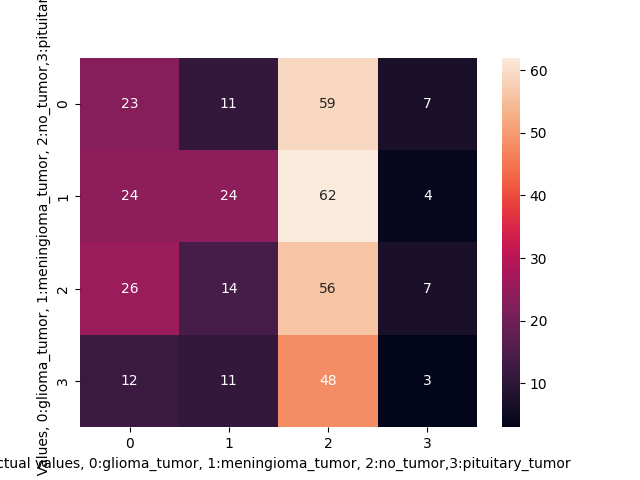 23 11 59 7
24 24 62 4
26 14 56 7
12 11 48 3
0
1
2
3
0 1 2 3
60
50
40
30
20
10
Values, 0:glioma_tumor, 1:meningioma_tumor, 2:no_tumor,3:pituitar
ctual Values, 0:glioma_tumor, 1:meningioma_tumor, 2:no_tumor,3:pituitary_tumor